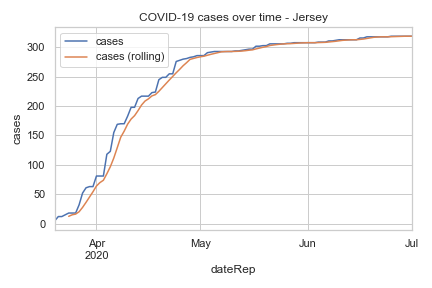 COVID-19 cases over time - Jersey
cases
cases (rolling)
300
250
200
150
100
50
0
cases
Apr
2020
May
Jun
Jul
dateRep